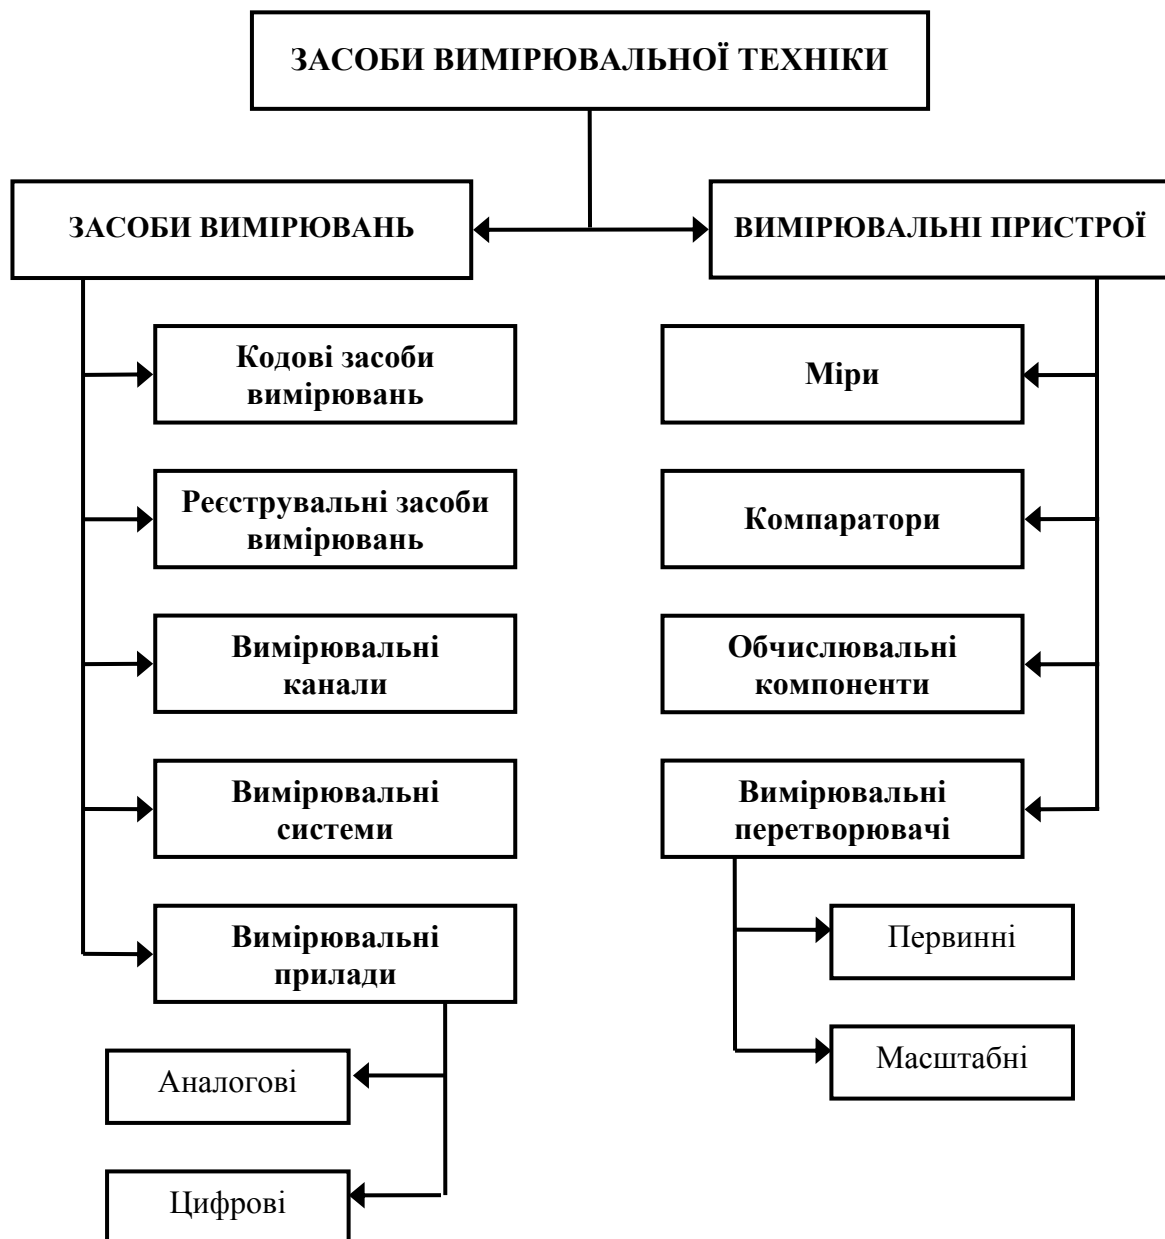 ЗАСОБИ ВИМІРЮВАЛЬНОЇ ТЕХНІКИ
ЗАСОБИ ВИМІРЮВАНЬ
ВИМІРЮВАЛЬНІ ПРИСТРОЇ
Кодові засоби
вимірювань
Реєструвальні засоби
вимірювань
Вимірювальні
канали
Вимірювальні
системи
Вимірювальні
прилади
Аналогові
Цифрові
Міри
Компаратори
Обчислювальні
компоненти
Вимірювальні
перетворювачі
Первинні
Масштабні